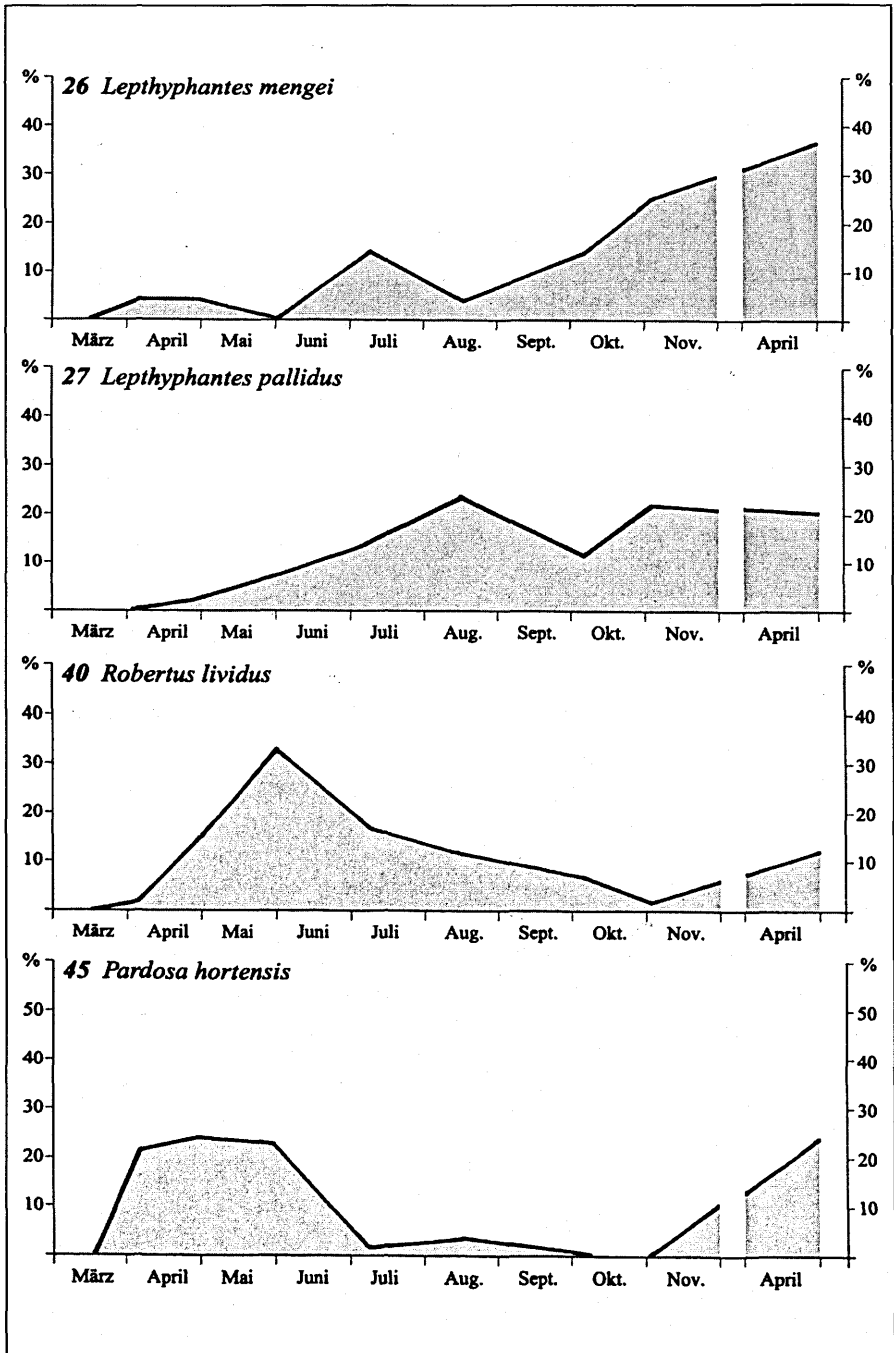 26 Lepthyphantes mengei
% %
40 40
30 30
20 20
10 10
März April Mai Juni Juli Aug. Sept. Okt. Nov. April
27 Lepthyphantes pallidus
% %
40 40
30 30
20 20
10 10
März April Mai Juni Juli Aug. Sept. Okt. Nov. April
40 Robertus lividus
% %
40 40
30 30
20 20
10 10
März April Mai Juni Juli Aug. Sept. Okt. Nov. April
45 Pardosa hortensis
% %
50 50
40 40
30 30
20 20
10 10
März April Mai Juni Juli Aug. Sept. Okt. Nov. April